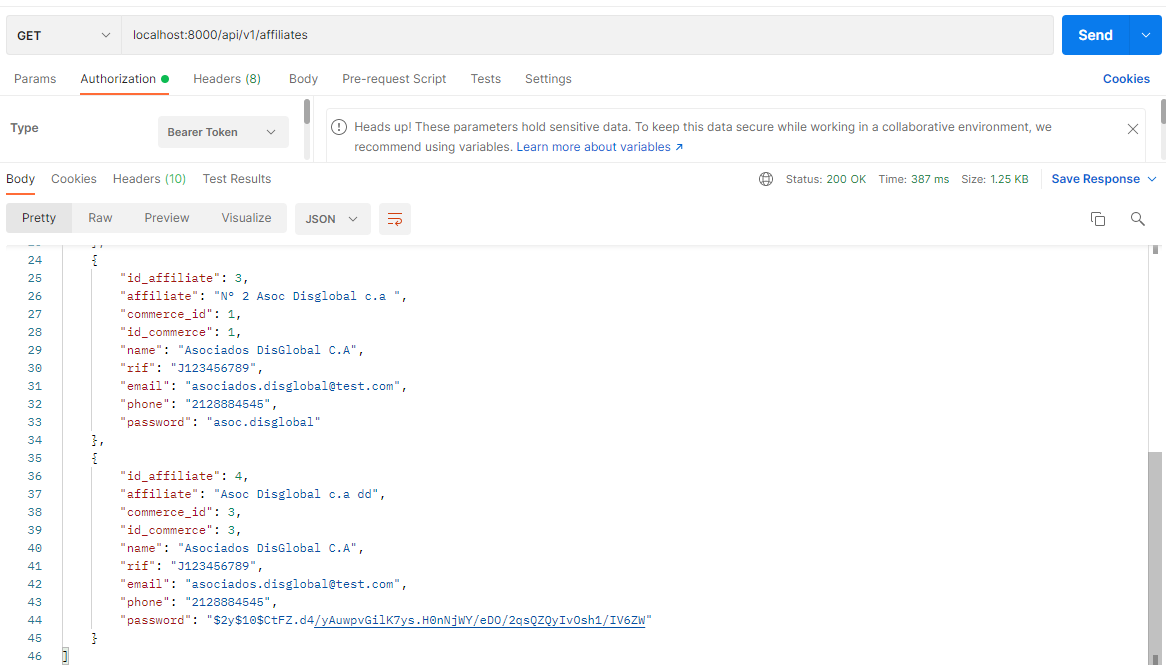 GET localhost:8000/api/v1/affiliates Send
Params Authorization Headers (8) Body Pre-request Script Tests Settings Cookies
Type Bearer Token
Heads up! These parameters hold sensitive data. To keep this data secure while working in a collaborative environment, we
recommend using variables. Learn more about variables ↗
Body Cookies Headers (10) Test Results Status: 200 OK Time: 387 ms Size: 1.25 KB Save Response
Pretty Raw Preview Visualize JSON
23 },
24 {
25 "id_affiliate": 3,
26 "affiliate": "N° 2 Asoc Disglobal c.a ",
27 "commerce_id": 1,
28 "id_commerce": 1,
29 "name": "Asociados DisGlobal C.A",
30 "rif": "J123456789",
31 "email": "asociados.disglobal@test.com",
32 "phone": "2128884545",
33 "password": "asoc.disglobal"
34 },
35 {
36 "id_affiliate": 4,
37 "affiliate": "Asoc Disglobal c.a dd",
38 "commerce_id": 3,
39 "id_commerce": 3,
40 "name": "Asociados DisGlobal C.A",
41 "rif": "J123456789",
42 "email": "asociados.disglobal@test.com",
43 "phone": "2128884545",
44 "password": "$2y$10$CtFZ.d4/yAuwpvGilK7ys.H0nNjWY/eDO/2qsQZQyIvOsh1/IV6ZW"
45 }
46 ]